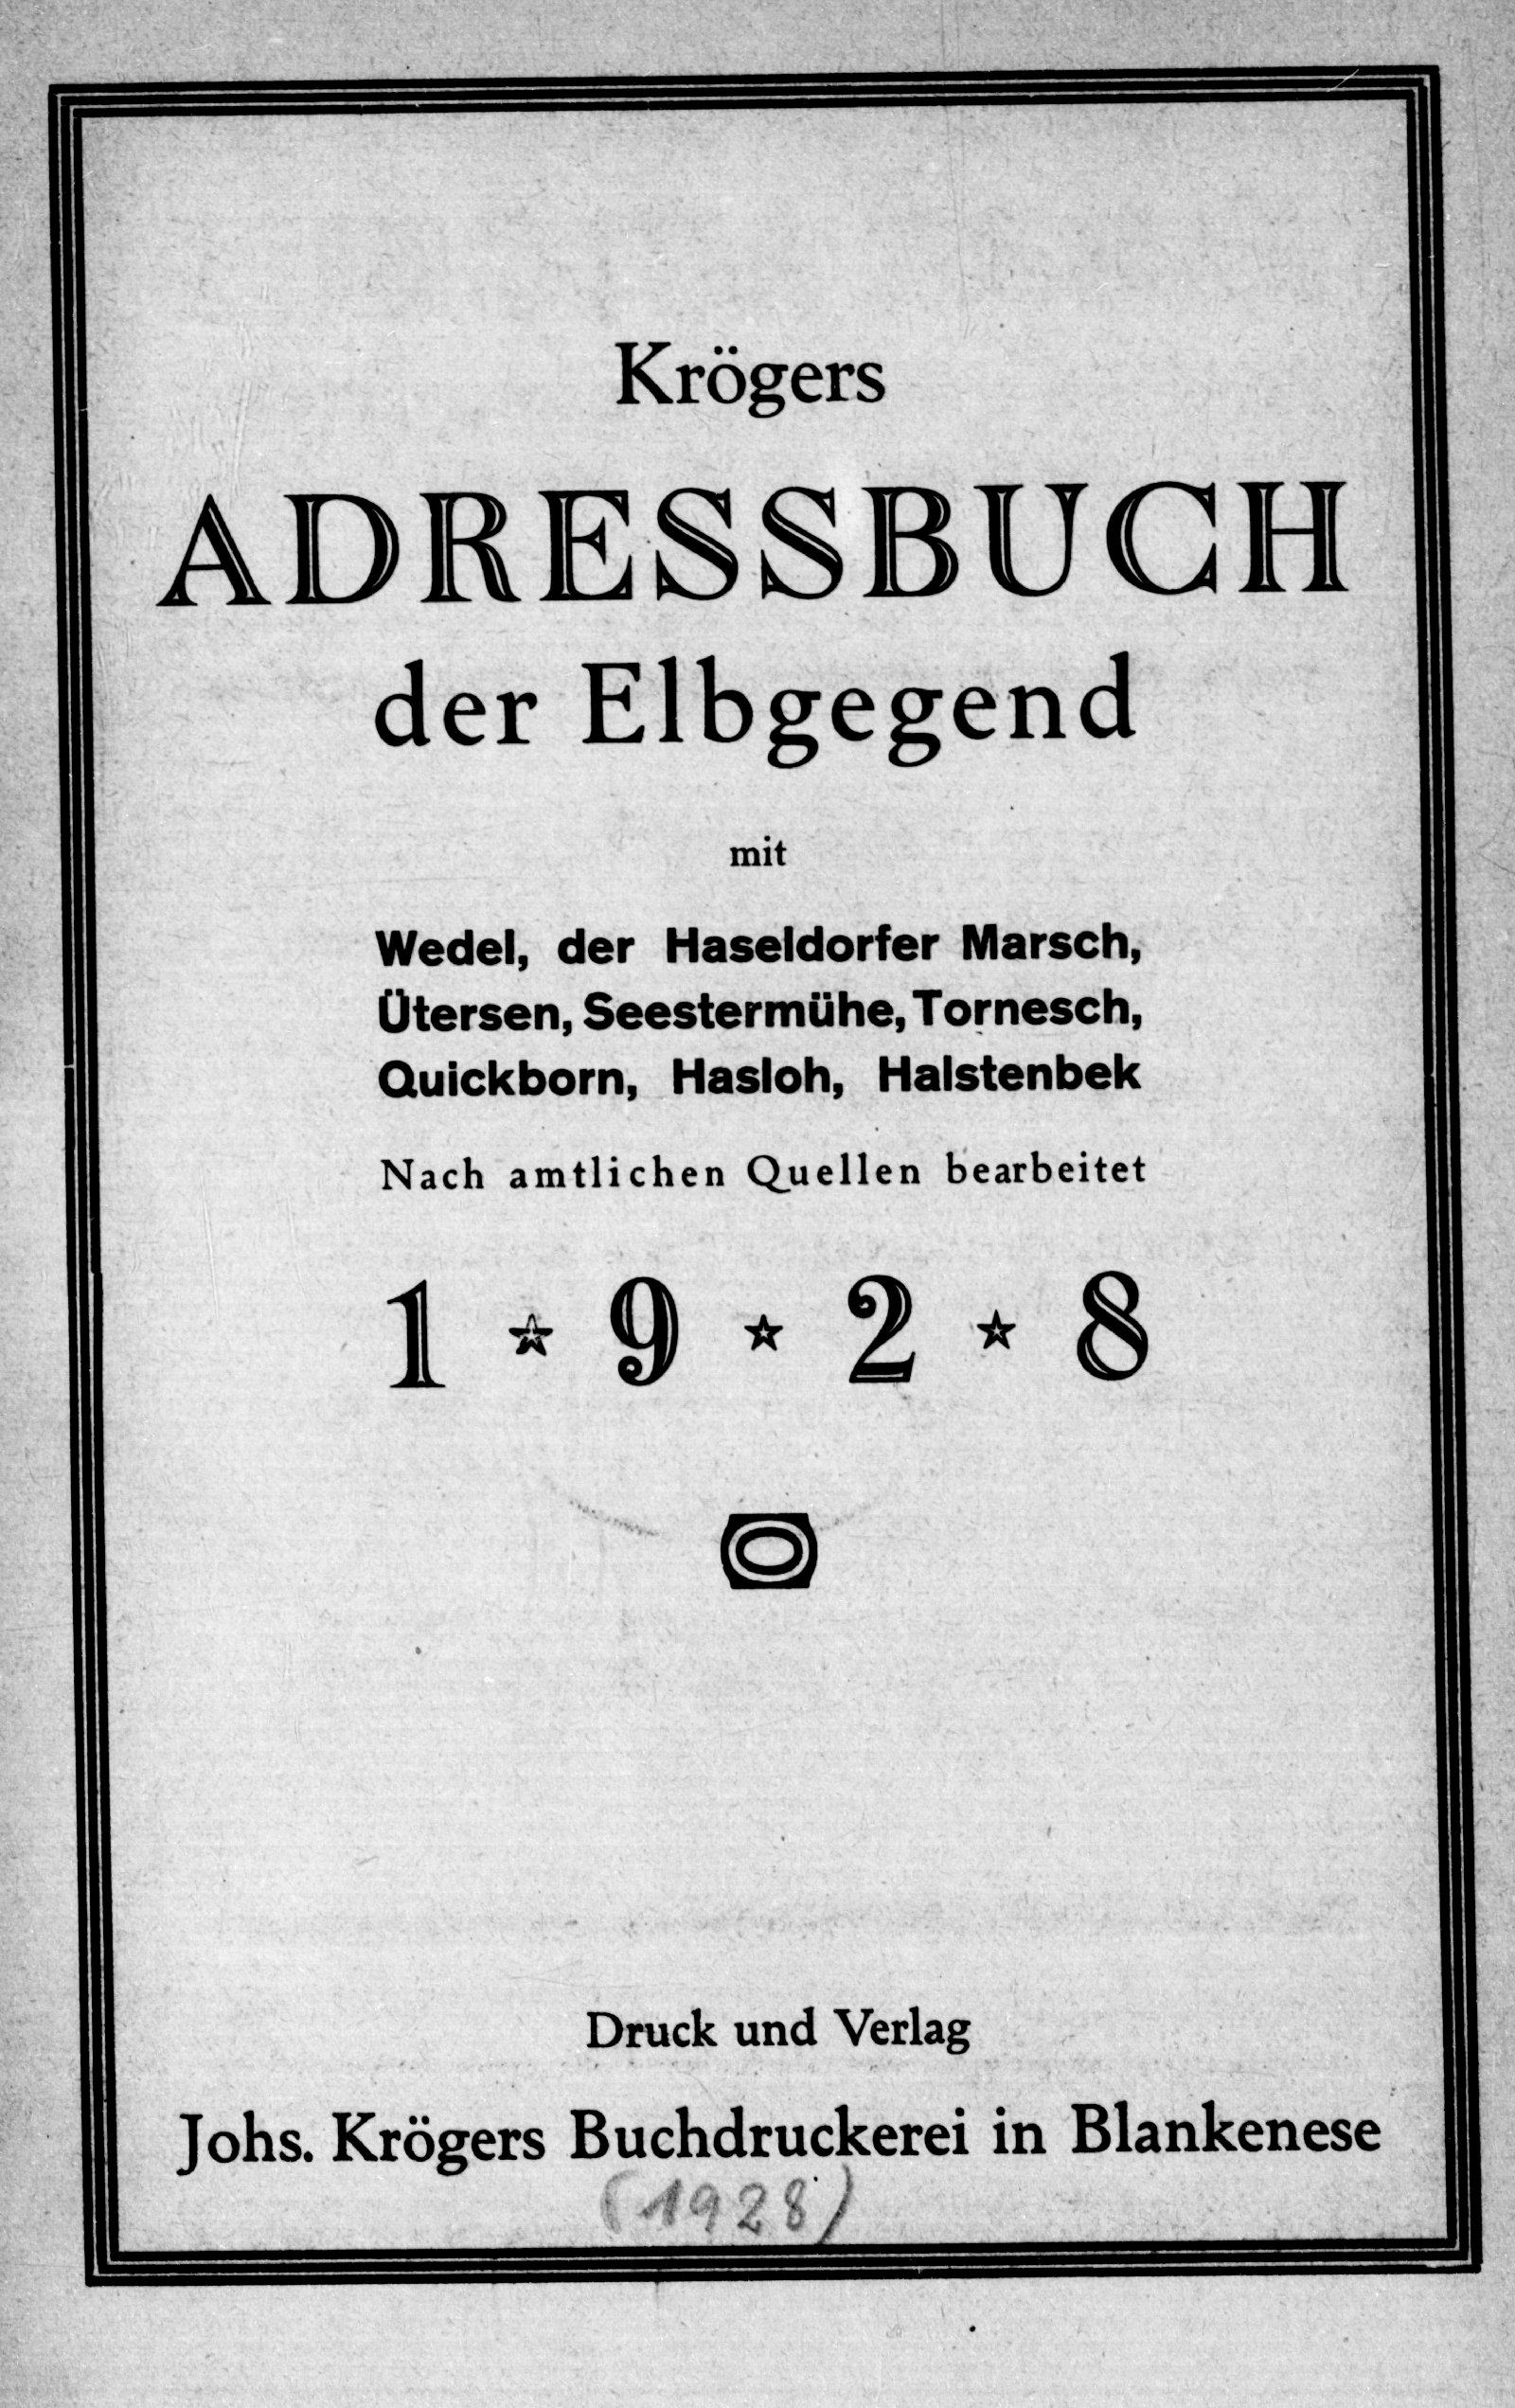 Krögers
ADRESSBUCH
der Elbgegend
mit
Wedel, der Haseldorfer Marsch,
Ütersen, Seestermühe, Tornesch,
Quickborn, Hasloh, Halstenbek
Nach amtlichen Quellen bearbeitet
1 * 9 * 2 * 8
Druck und Verlag
Johs. Krögers Buchdruckerei in Blankenese
(1928)